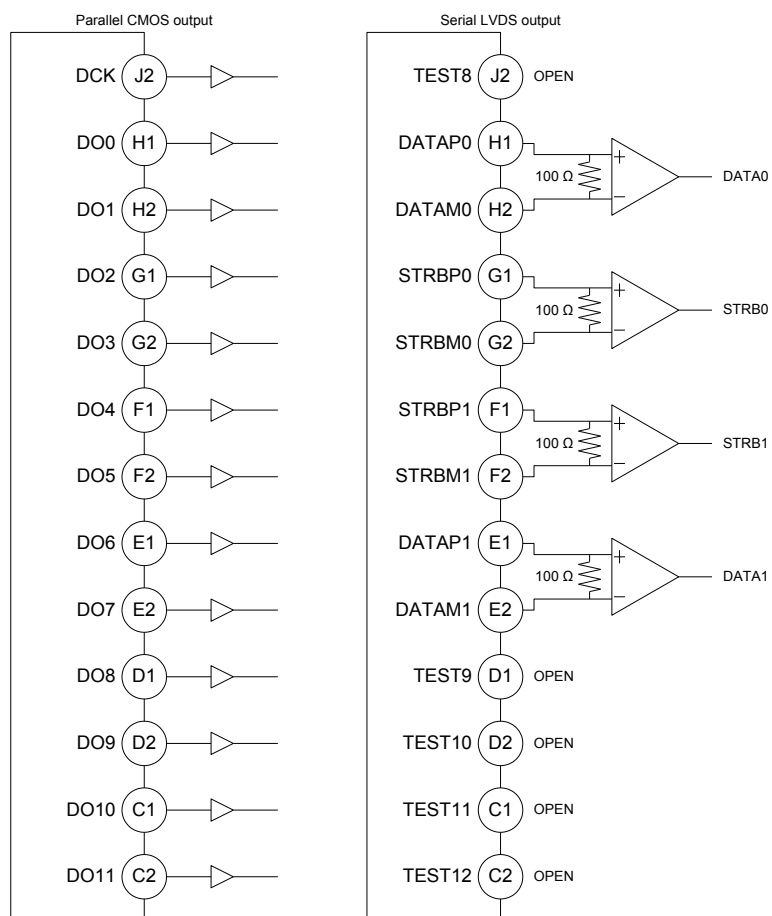 Parallel CMOS output
DCK J2
DO0 H1
DO1 H2
DO2 G1
DO3 G2
DO4 F1
DO5 F2
DO6 E1
DO7 E2
DO8 D1
DO9 D2
DO10 C1
DO11 C2
Serial LVDS output
TEST8 J2 OPEN
DATAP0 H1
100 Ω + − DATA0
DATAM0 H2
STRBP0 G1
100 Ω + − STRB0
STRBM0 G2
STRBP1 F1
100 Ω + − STRB1
STRBM1 F2
DATAP1 E1
100 Ω + − DATA1
DATAM1 E2
TEST9 D1 OPEN
TEST10 D2 OPEN
TEST11 C1 OPEN
TEST12 C2 OPEN